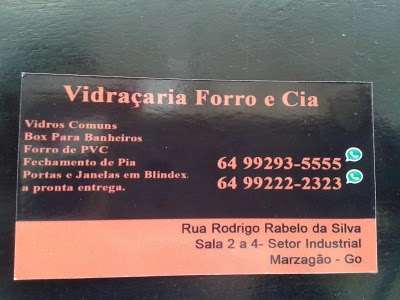 Vidraçaria Forro e Cia
Vidros Comuns
Box Para Banheiros
Forro de PVC
Fechamento de Pia
Portas e Janelas em Blindex.
a pronta entrega.
64 99293-5555
64 99222-2323
Rua Rodrigo Rabelo da Silva
Sala 2 a 4- Setor Industrial
Marzagão - Go